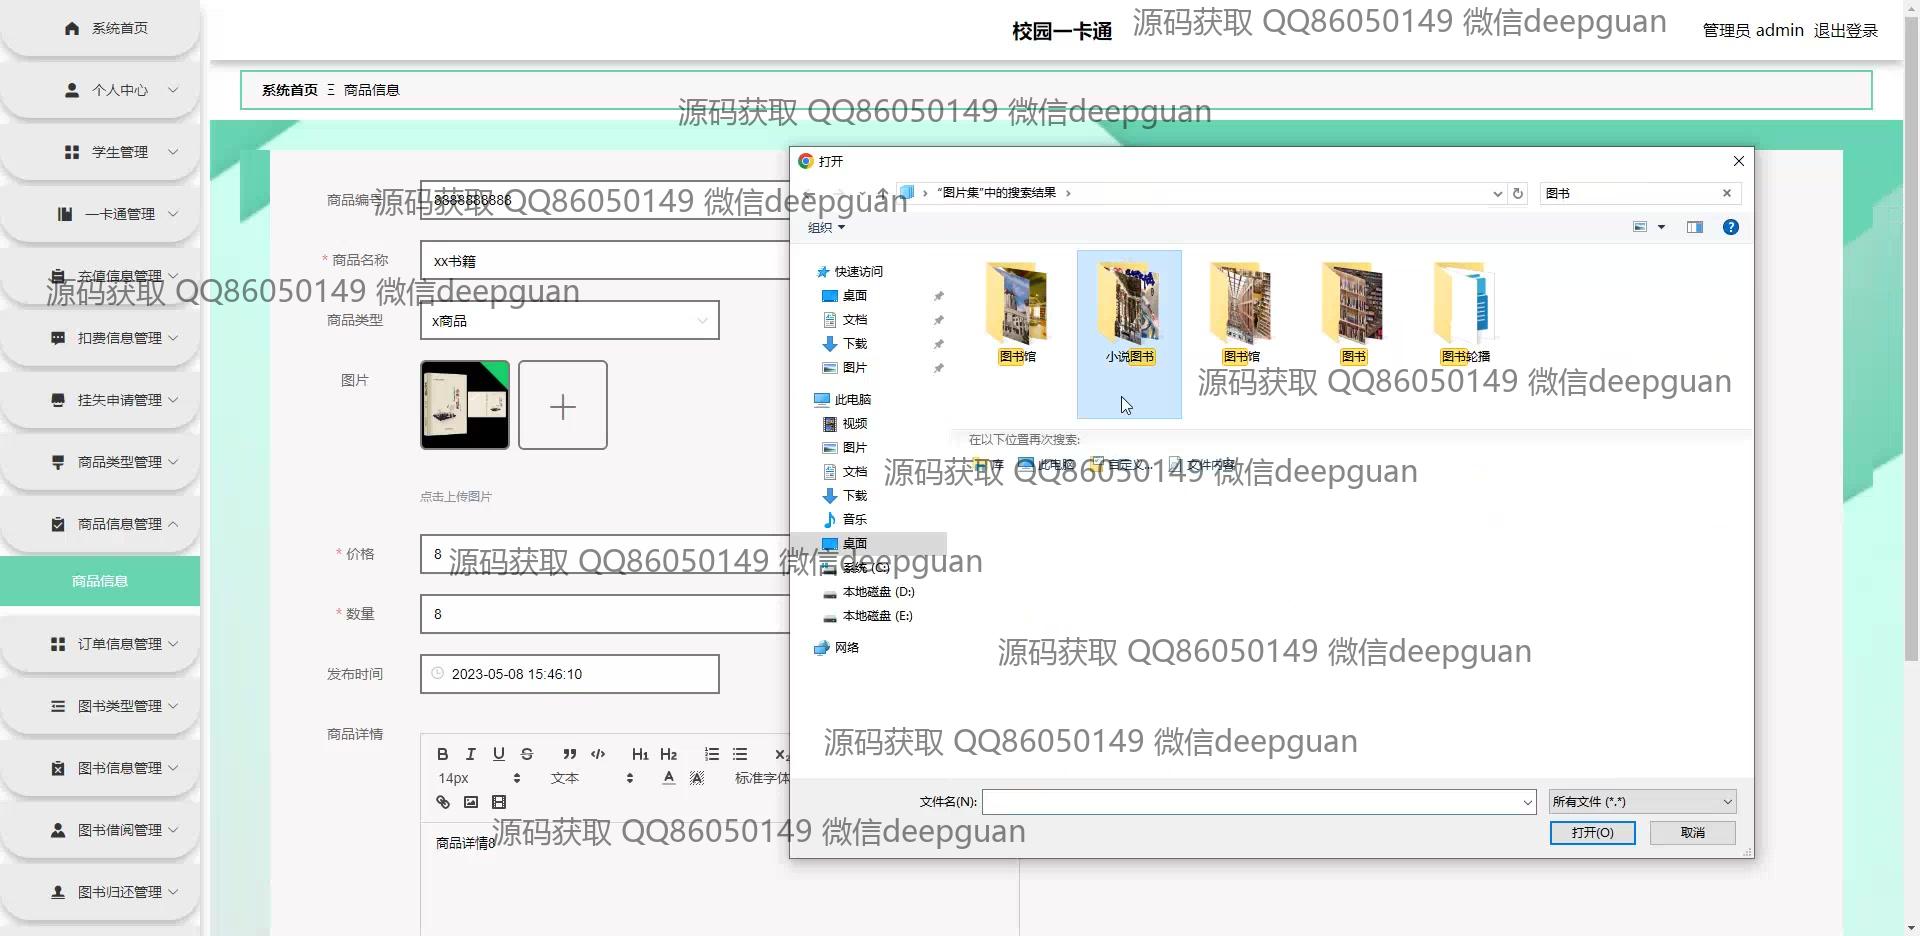 系统首页
个人中心
学生管理
一卡通管理
充值信息管理
扣费信息管理
挂失申请管理
商品类型管理
商品信息管理
商品信息
订单信息管理
图书类型管理
图书信息管理
图书借阅管理
图书归还管理
校园一卡通
源码获取 QQ86050149 微信deepguan
管理员 admin 退出登录
系统首页 Ξ 商品信息
源码获取 QQ86050149 微信deepguan
商品编号
8888888888
源码获取 QQ86050149 微信deepguan
* 商品名称
xx书籍
源码获取 QQ86050149 微信deepguan
商品类型
x商品
图片
点击上传图片
* 价格
8
源码获取 QQ86050149 微信deepguan
* 数量
8
发布时间
2023-05-08 15:46:10
商品详情
B I U S ” </> H1 H2 x₂
14px 文本 A A 标准字体
商品详情8
源码获取 QQ86050149 微信deepguan
打开
“图片集”中的搜索结果
图书
组织
快速访问
桌面
文档
下载
图片
此电脑
视频
图片
文档
下载
音乐
桌面
系统 (C:)
本地磁盘 (D:)
本地磁盘 (E:)
网络
图书馆
小说图书
图书馆
图书
图书轮播
源码获取 QQ86050149 微信deepguan
在以下位置再次搜索:
库 此电脑 自定义... 文件内容
源码获取 QQ86050149 微信deepguan
源码获取 QQ86050149 微信deepguan
源码获取 QQ86050149 微信deepguan
文件名(N):
所有文件 (*.*)
打开(O)
取消